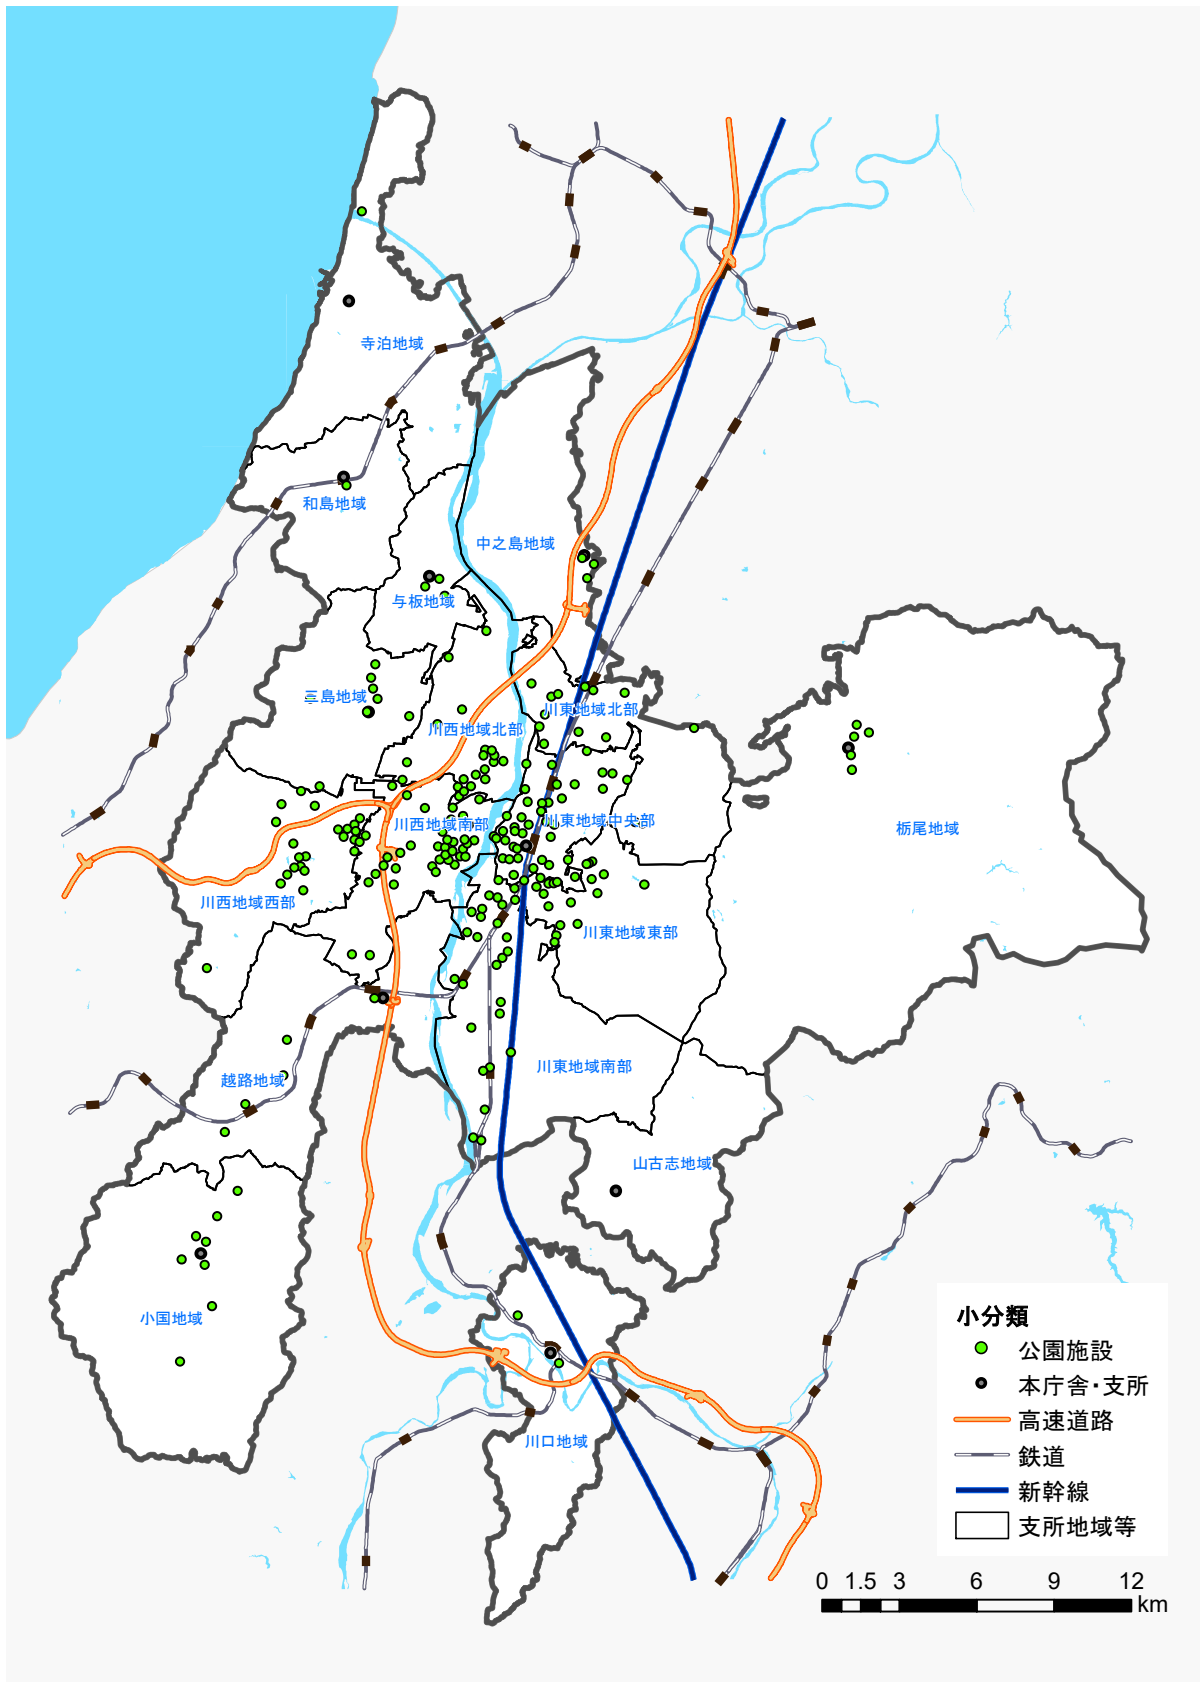 寺泊地域
和島地域
中之島地域
与板地域
三島地域
川東地域北部
川西地域北部
川西地域南部
川東地域中央部
栃尾地域
川西地域西部
川東地域東部
川東地域南部
越路地域
山古志地域
小国地域
川口地域
小分類
公園施設
本庁舎・支所
高速道路
鉄道
新幹線
支所地域等
0 1.5 3 6 9 12
km